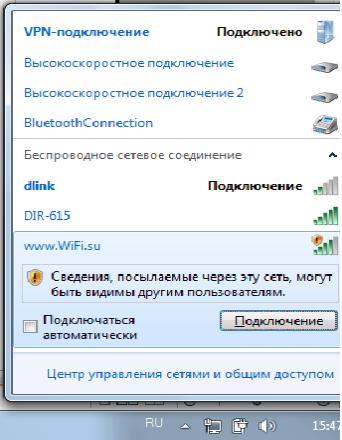 VPN-подключение Подключено
Высокоскоростное подключение
Высокоскоростное подключение 2
BluetoothConnection
Беспроводное сетевое соединение
dlink Подключение
DIR-615
www.WiFi.su
Сведения, посылаемые через эту сеть, могут
быть видимы другим пользователям.
Подключаться
автоматически
Подключение
Центр управления сетями и общим доступом
RU 15:47